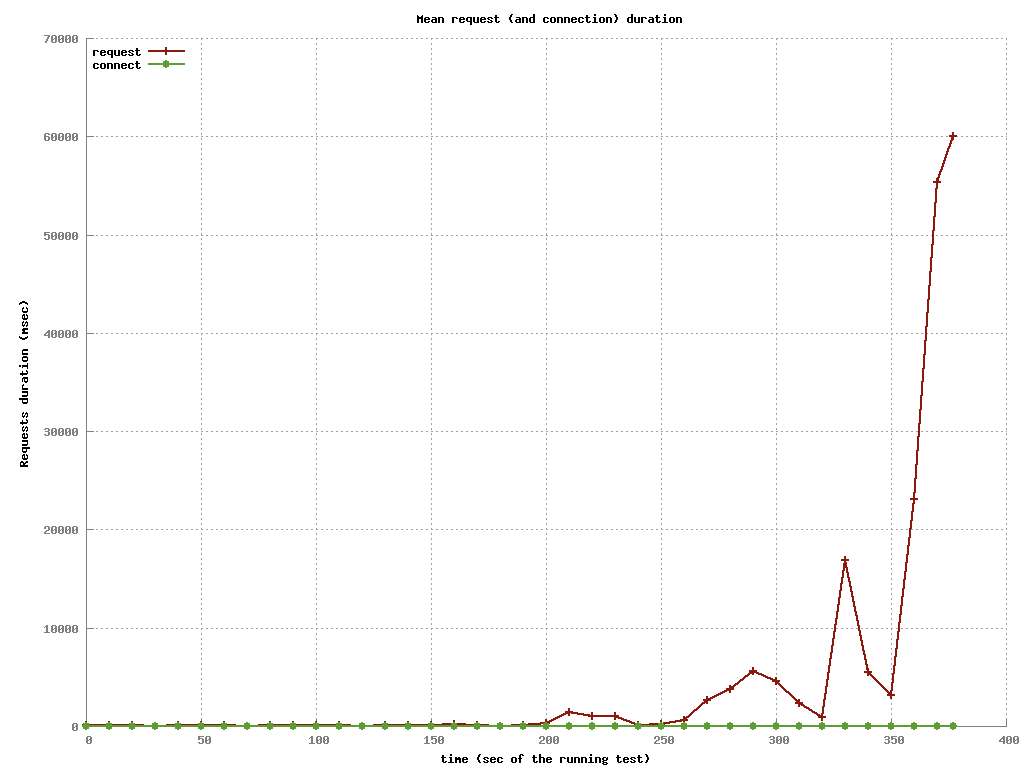 Mean request (and connection) duration
70000
request
connect
60000
50000
40000
30000
20000
10000
0
Requests duration (msec)
0 50 100 150 200 250 300 350 400
time (sec of the running test)